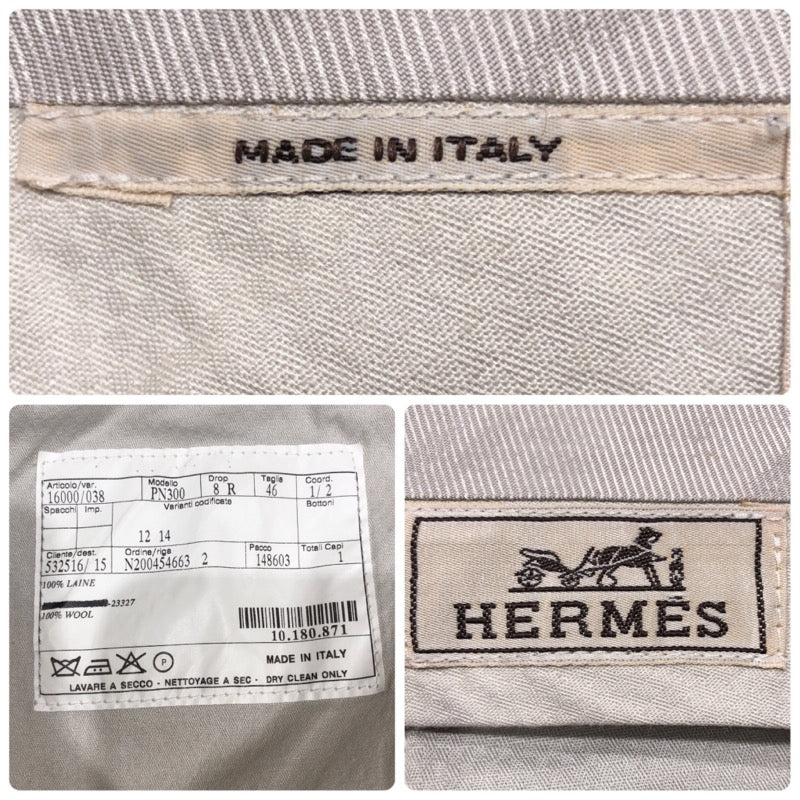 MADE IN ITALY
Articolo/var. Modello Drop Taglia Coord.
16000/038 PN300 8 R 46 1/ 2
Spacchi Imp. Varianti codificate Bottoni
12 14
Cliente/dest. Ordine/riga Pacco Totali Capi
532516/ 15 N200454663 2 148603 1
100% LAINE
-23327
100% WOOL
10.180.871
P
MADE IN ITALY
LAVARE A SECCO - NETTOYAGE A SEC - DRY CLEAN ONLY
HERMÈS